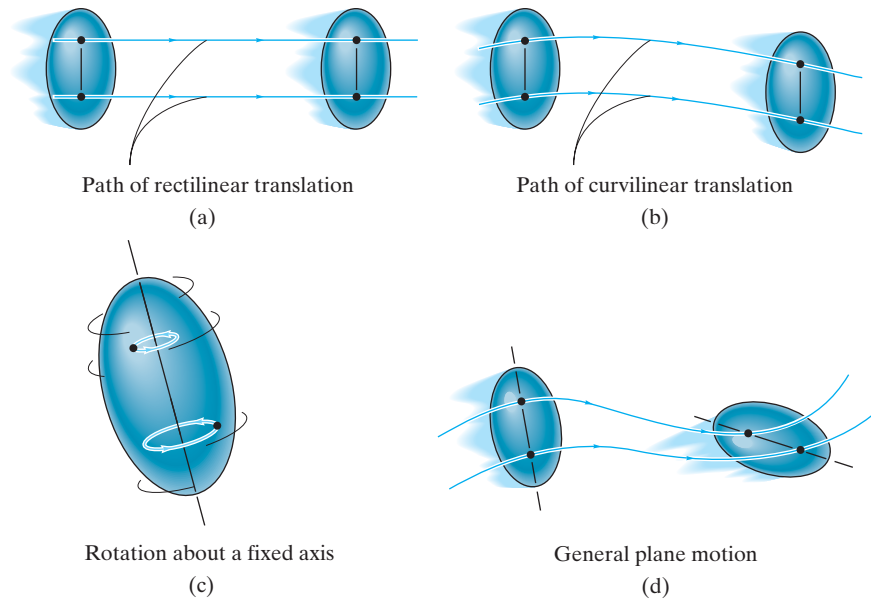 Path of rectilinear translation
(a)
Path of curvilinear translation
(b)
Rotation about a fixed axis
(c)
General plane motion
(d)